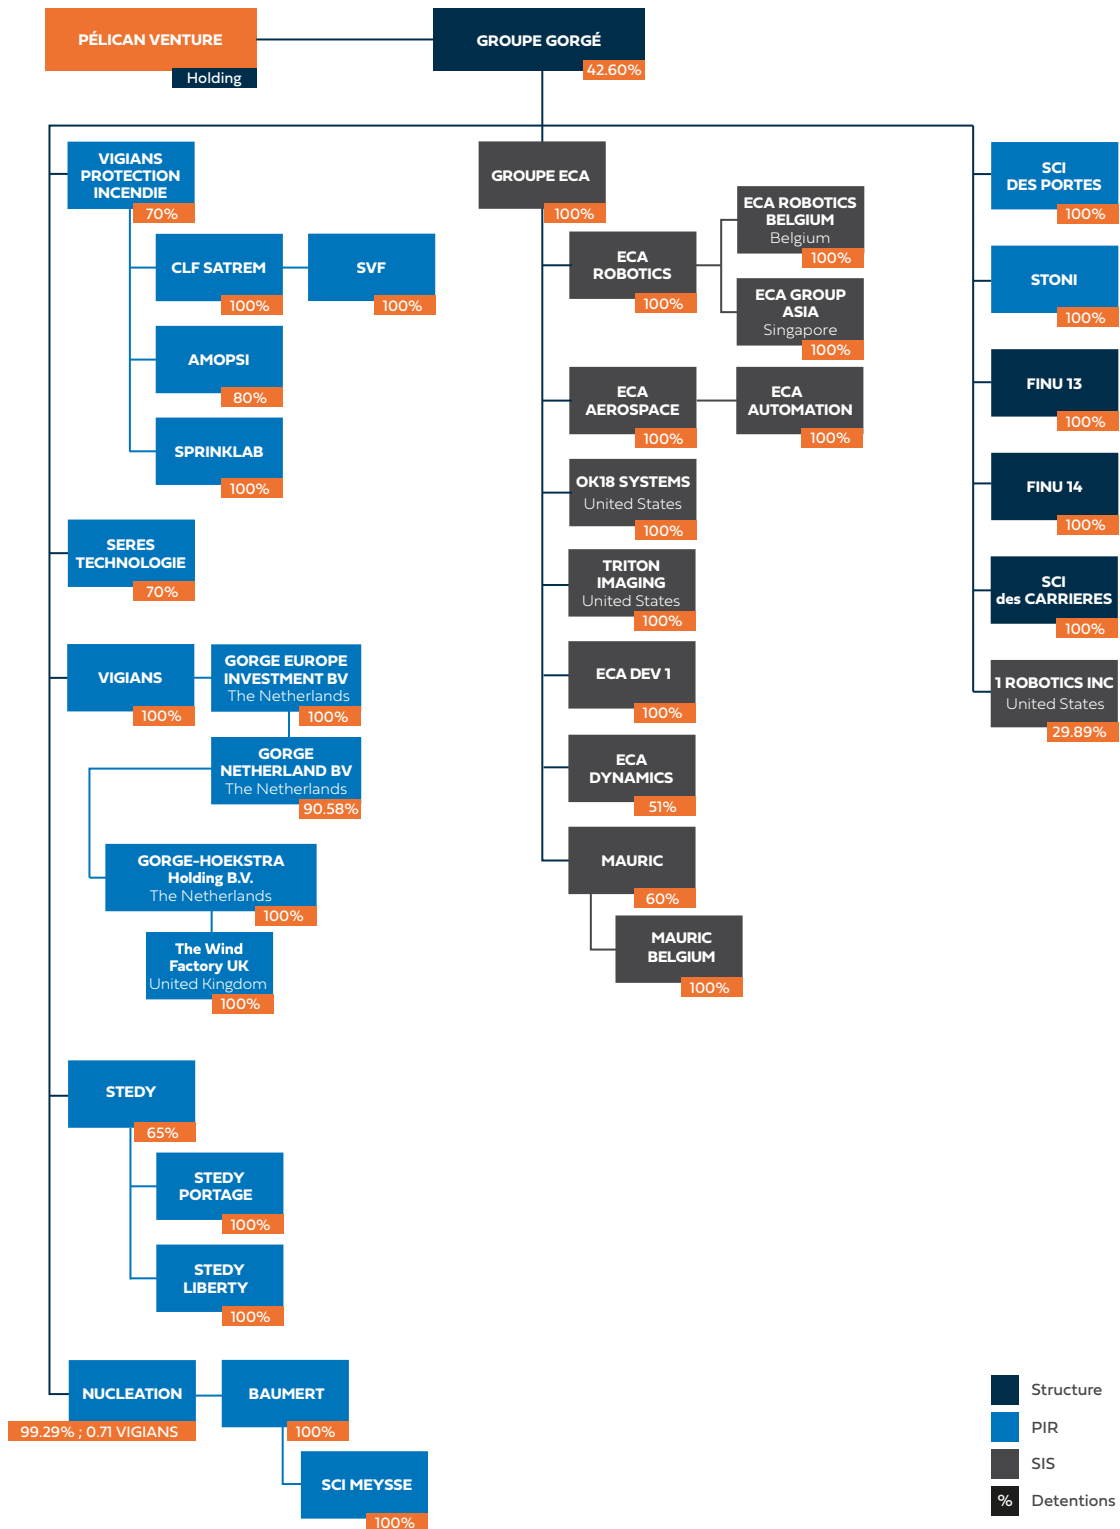 PÉLICAN VENTURE
Holding
GROUPE GORGÉ
42.60%
VIGIANS
PROTECTION
INCENDIE
70%
CLF SATREM
100%
SVF
100%
AMOPSI
80%
SPRINKLAB
100%
SERES
TECHNOLOGIE
70%
VIGIANS
100%
GORGE EUROPE
INVESTMENT BV
The Netherlands
100%
GORGE
NETHERLAND BV
The Netherlands
90.58%
GORGE-HOEKSTRA
Holding B.V.
The Netherlands
100%
The Wind
Factory UK
United Kingdom
100%
STEDY
65%
STEDY
PORTAGE
100%
STEDY
LIBERTY
100%
NUCLEATION
99.29% ; 0.71 VIGIANS
BAUMERT
100%
SCI MEYSSE
100%
GROUPE ECA
100%
ECA
ROBOTICS
100%
ECA ROBOTICS
BELGIUM
Belgium
100%
ECA GROUP
ASIA
Singapore
100%
ECA
AEROSPACE
100%
ECA
AUTOMATION
100%
OK18 SYSTEMS
United States
100%
TRITON
IMAGING
United States
100%
ECA DEV 1
100%
ECA
DYNAMICS
51%
MAURIC
60%
MAURIC
BELGIUM
100%
SCI
DES PORTES
100%
STONI
100%
FINU 13
100%
FINU 14
100%
SCI
des CARRIERES
100%
1 ROBOTICS INC
United States
29.89%
Structure
PIR
SIS
% Detentions